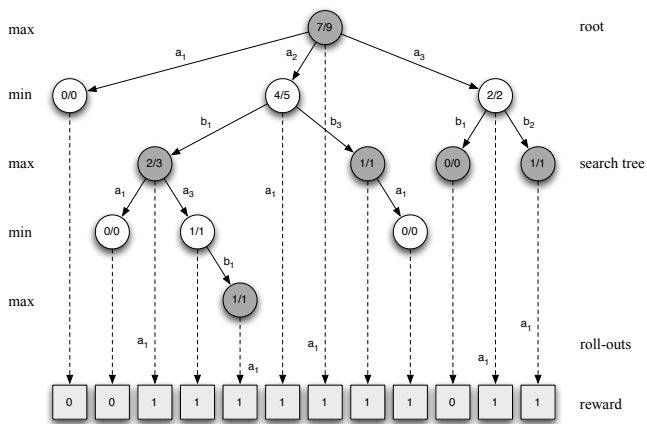 max 7/9 root
a1 a2 a3
min 0/0 4/5 2/2
b1 b3 b1 b2
max 2/3 1/1 0/0 1/1 search tree
a1 a3 a1 a1
min 0/0 1/1 0/0
b1
max 1/1
a1 a1 a1 a1 a1 roll-outs
0 0 1 1 1 1 1 1 1 0 1 1 reward